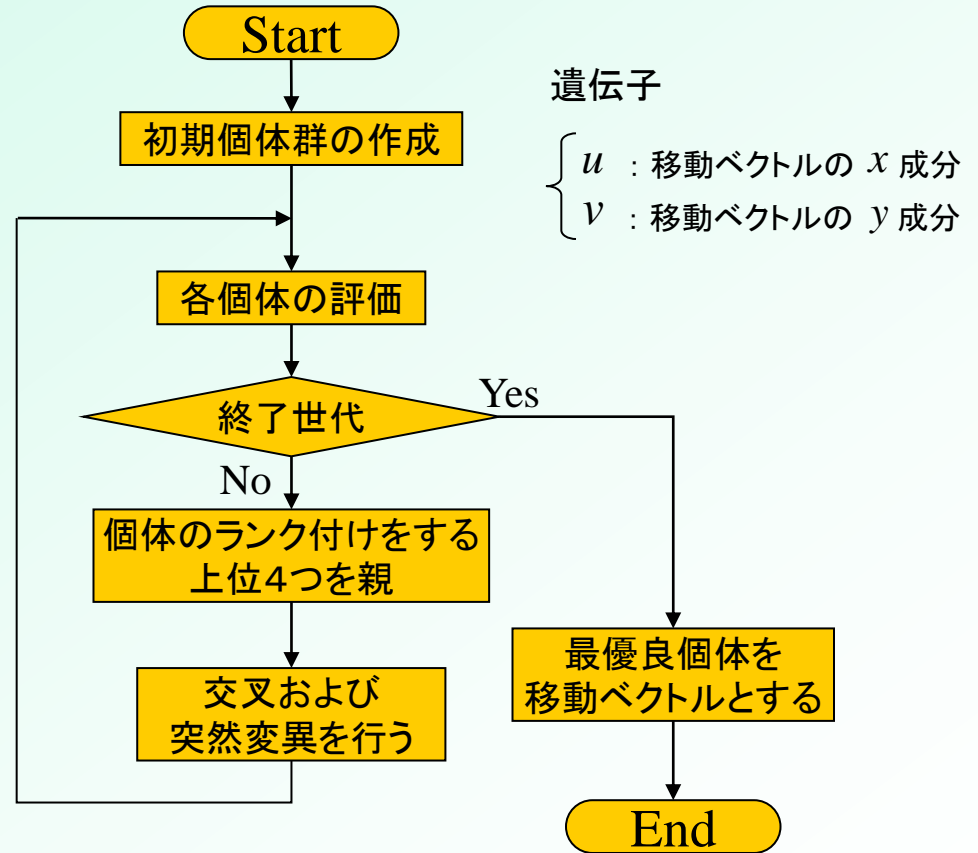 Start
遺伝子
初期個体群の作成
u : 移動ベクトルの x 成分
v : 移動ベクトルの y 成分
各個体の評価
終了世代
Yes
No
個体のランク付けをする
上位4つを親
交叉および
突然変異を行う
最優良個体を
移動ベクトルとする
End